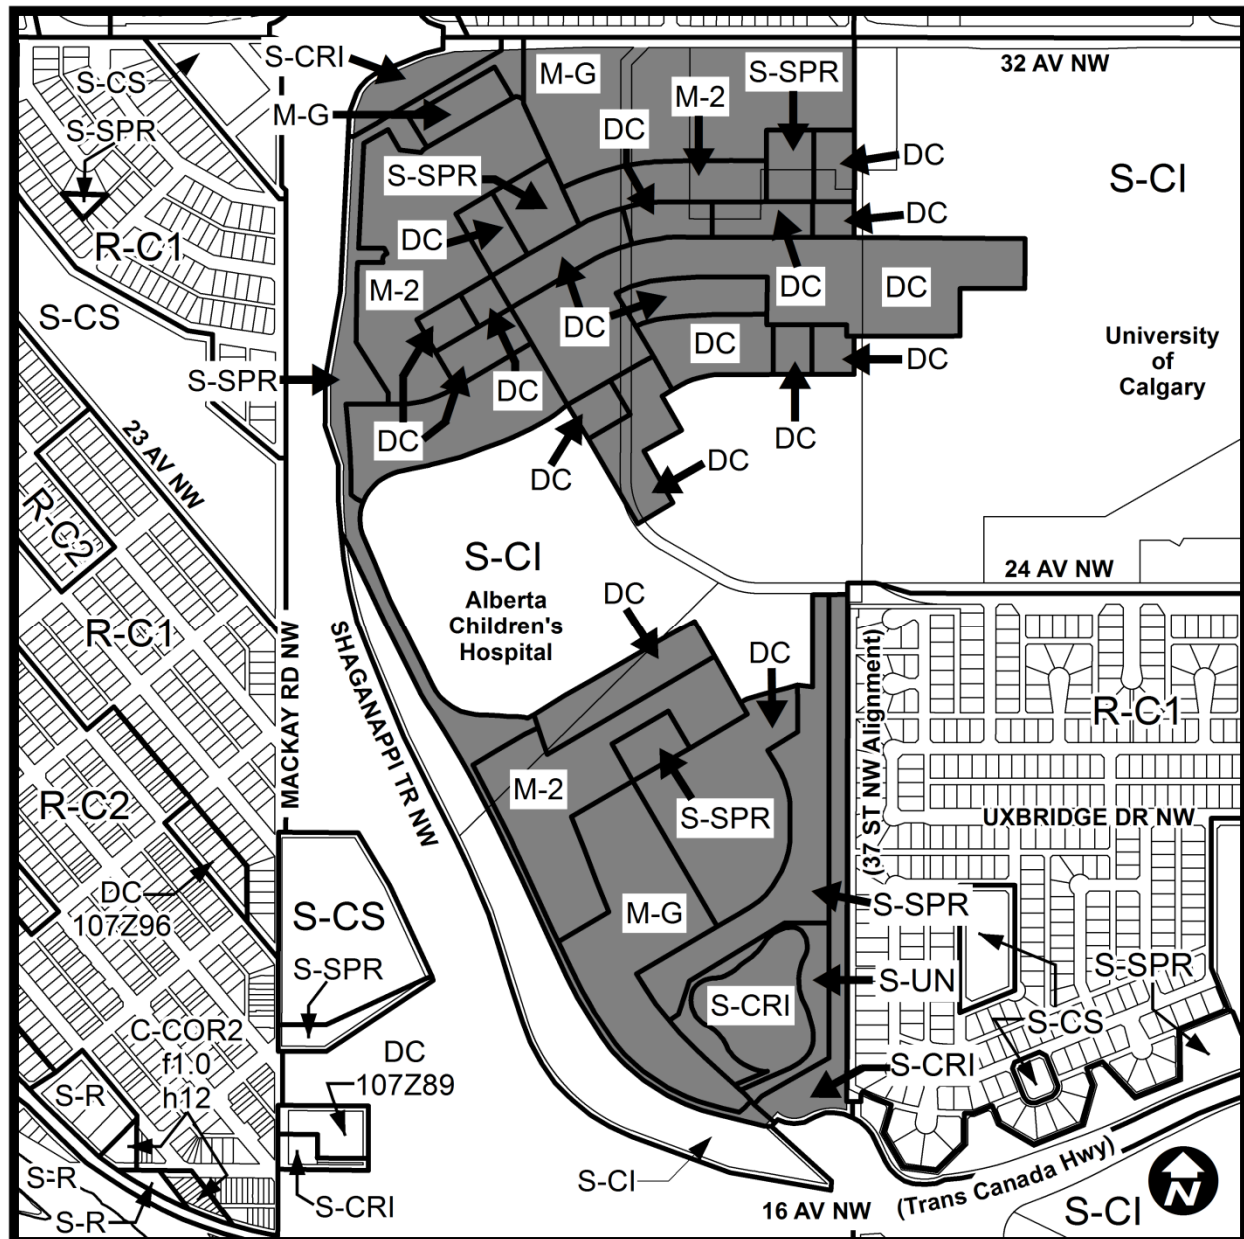 S-CRI
32 AV NW
M-G
S-SPR
S-CS
M-2
M-G
DC
S-SPR
DC
S-CI
S-SPR
DC
R-C1
DC
M-2
DC
DC
S-CS
DC
University
of
Calgary
DC
DC
S-SPR
DC
23 AV NW
DC
DC
DC
DC
R-C2
S-CI
24 AV NW
Alberta
Children's
Hospital
DC
R-C1
MACKAY RD NW
SHAGANAPPI TR NW
DC
(37 ST NW Alignment)
R-C1
M-2
R-C2
S-SPR
UXBRIDGE DR NW
DC
107Z96
S-CS
M-G
S-SPR
S-SPR
S-UN
S-SPR
S-CRI
S-CS
C-COR2
f1.0
h12
DC
107Z89
S-CRI
S-R
S-R
S-CI
S-R
S-CRI
16 AV NW
(Trans Canada Hwy)
S-CI
N